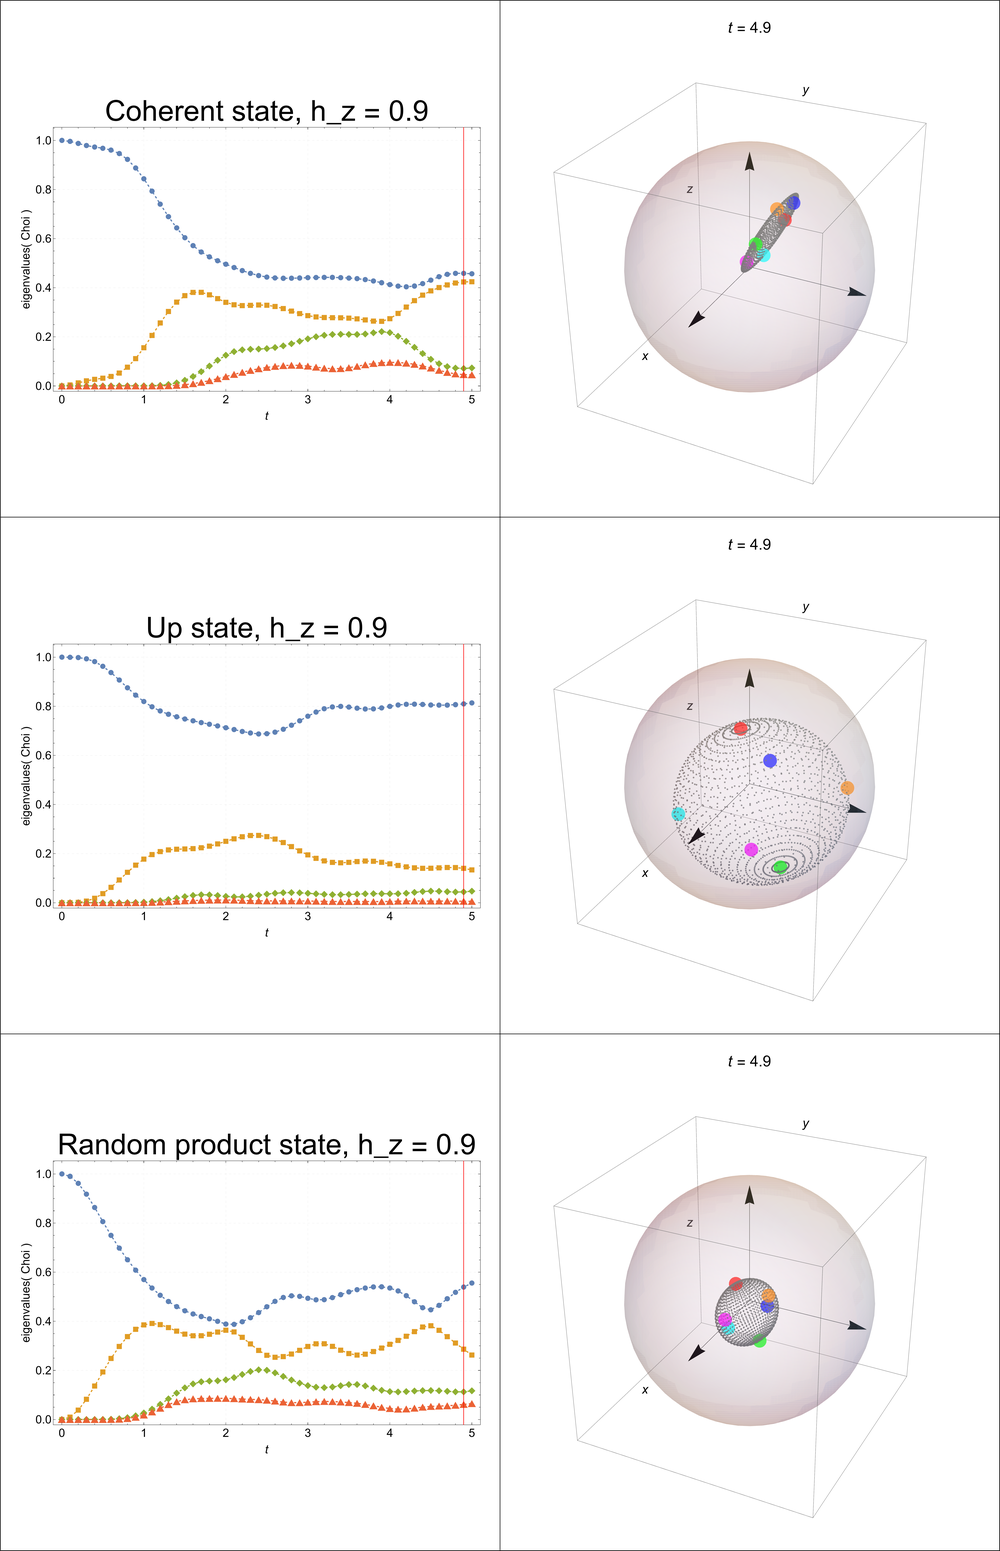 Coherent state, h_z = 0.9
eigenvalues( Choi )
1.0
0.8
0.6
0.4
0.2
0.0
0 1 2 3 4 5
t
t = 4.9
y
z
x
Up state, h_z = 0.9
eigenvalues( Choi )
1.0
0.8
0.6
0.4
0.2
0.0
0 1 2 3 4 5
t
t = 4.9
y
z
x
Random product state, h_z = 0.9
eigenvalues( Choi )
1.0
0.8
0.6
0.4
0.2
0.0
0 1 2 3 4 5
t
t = 4.9
y
z
x